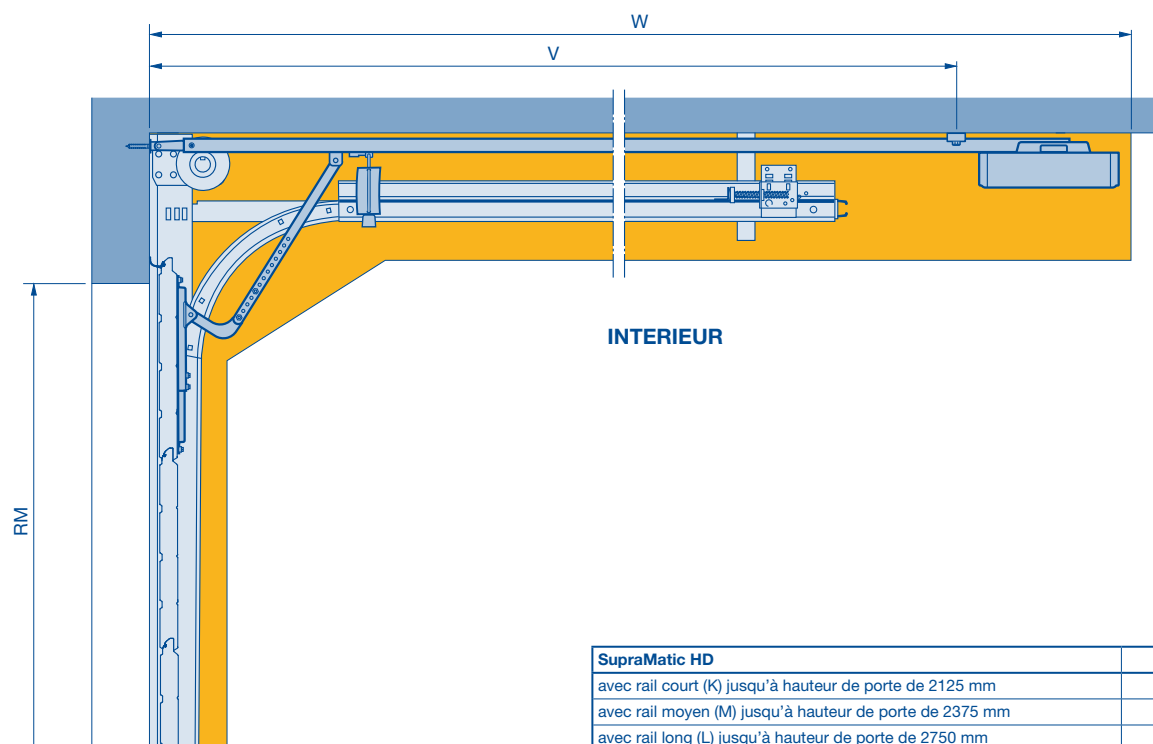 W
V
INTERIEUR
RM
SupraMatic HD
avec rail court (K) jusqu'à hauteur de porte de 2125 mm
avec rail moyen (M) jusqu'à hauteur de porte de 2375 mm
avec rail long (L) jusqu'à hauteur de porte de 2750 mm